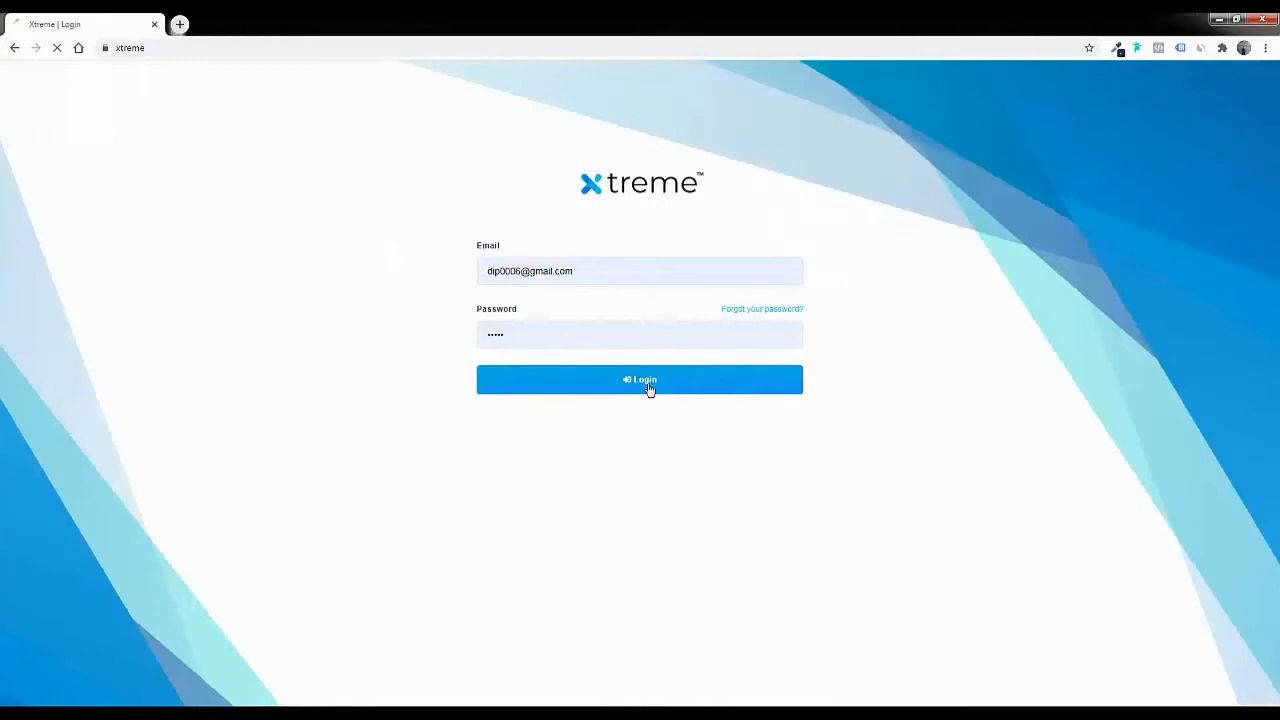 Xtreme | Login
xtreme
xtreme™
Email
dip0006@gmail.com
Password
Forgot your password?
•••••
Login